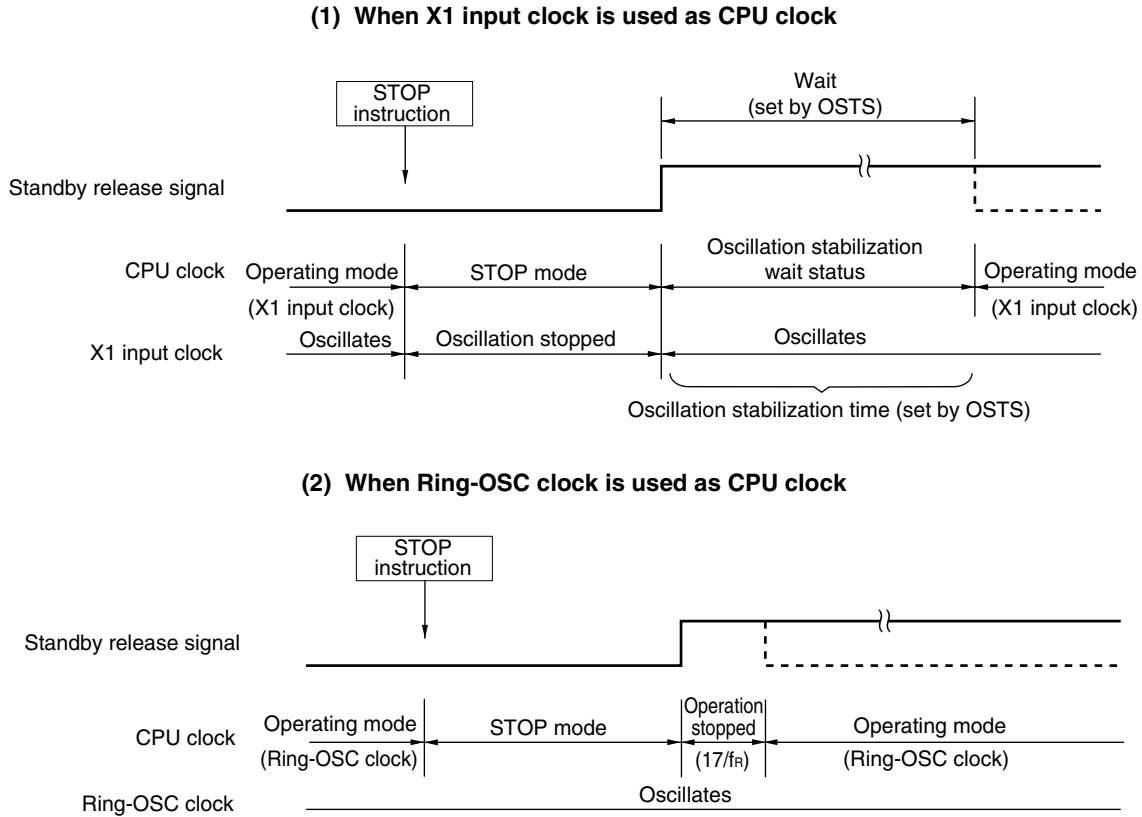 (1) When X1 input clock is used as CPU clock
STOP
instruction
Wait
(set by OSTS)
Standby release signal
CPU clock
Operating mode
(X1 input clock)
STOP mode
Oscillation stabilization
wait status
Operating mode
(X1 input clock)
X1 input clock
Oscillates
Oscillation stopped
Oscillates
Oscillation stabilization time (set by OSTS)
(2) When Ring-OSC clock is used as CPU clock
STOP
instruction
Standby release signal
CPU clock
Operating mode
(Ring-OSC clock)
STOP mode
Operation
stopped
(17/fR)
Operating mode
(Ring-OSC clock)
Ring-OSC clock
Oscillates